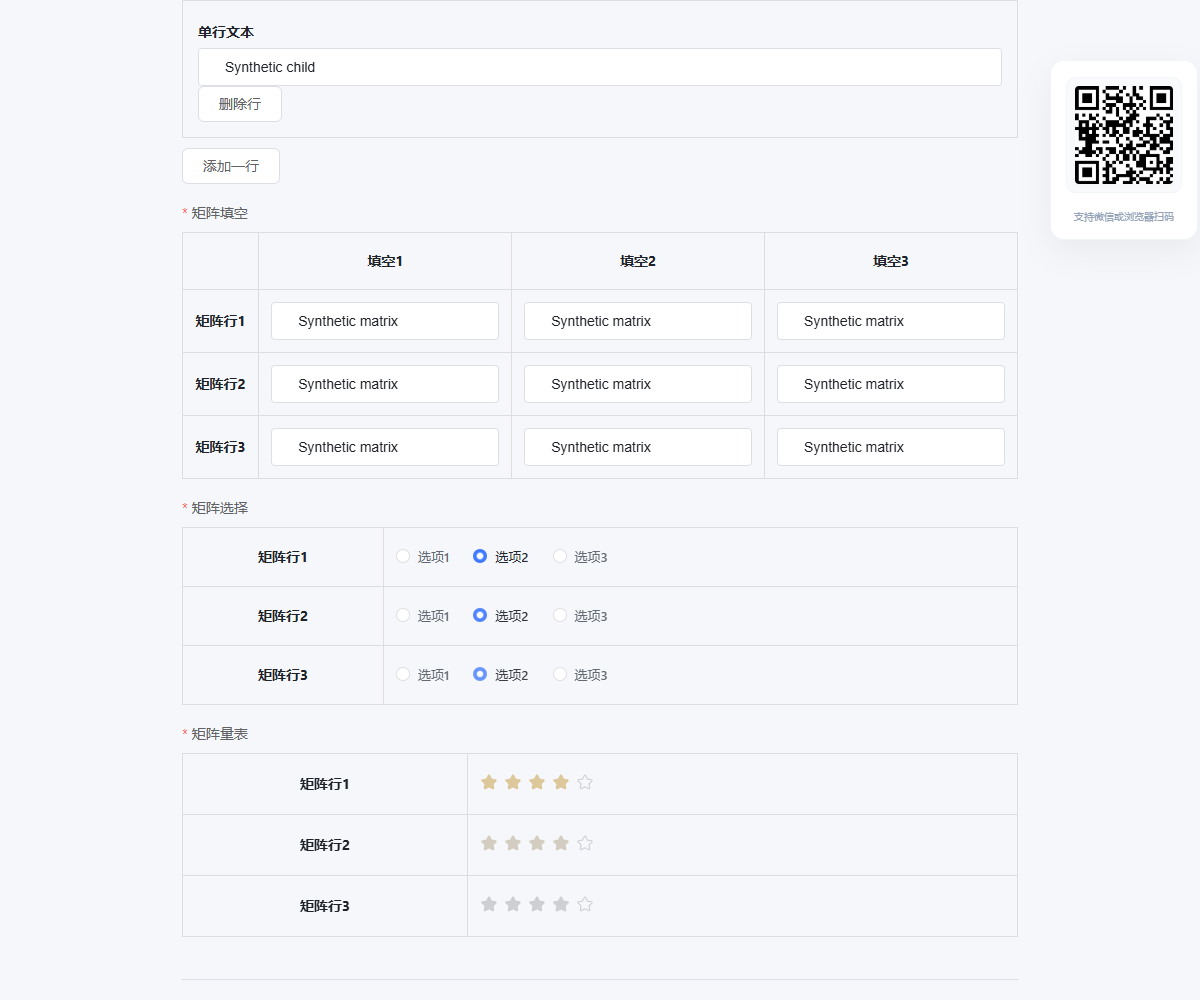 单行文本
Synthetic child
删除行
添加一行
支持微信或浏览器扫码
* 矩阵填空
填空1 填空2 填空3
矩阵行1 Synthetic matrix Synthetic matrix Synthetic matrix
矩阵行2 Synthetic matrix Synthetic matrix Synthetic matrix
矩阵行3 Synthetic matrix Synthetic matrix Synthetic matrix
* 矩阵选择
矩阵行1 选项1 选项2 选项3
矩阵行2 选项1 选项2 选项3
矩阵行3 选项1 选项2 选项3
* 矩阵量表
矩阵行1
矩阵行2
矩阵行3